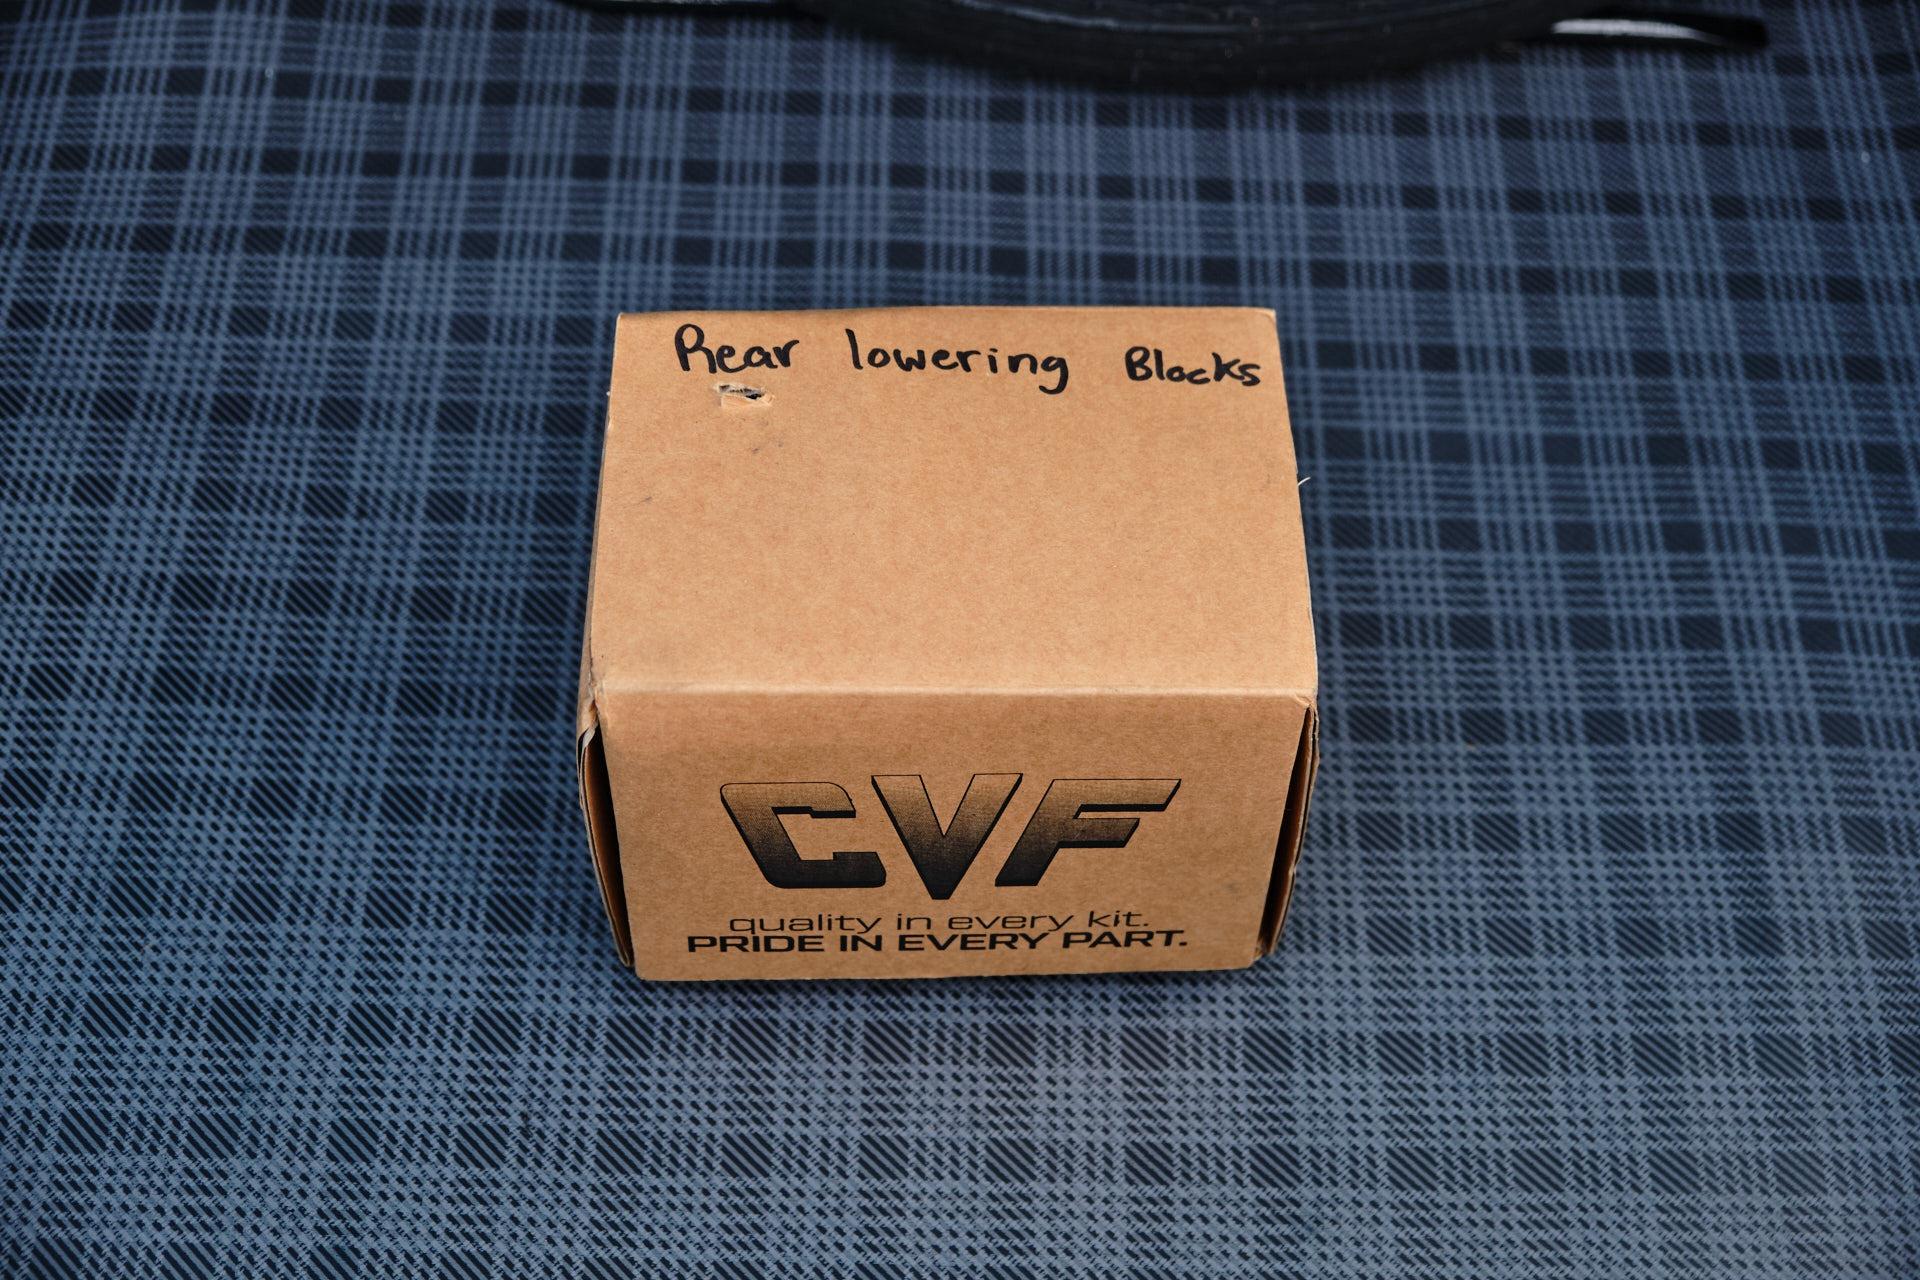 Rear lowering Blocks
CVF
quality in every kit.
PRIDE IN EVERY PART.